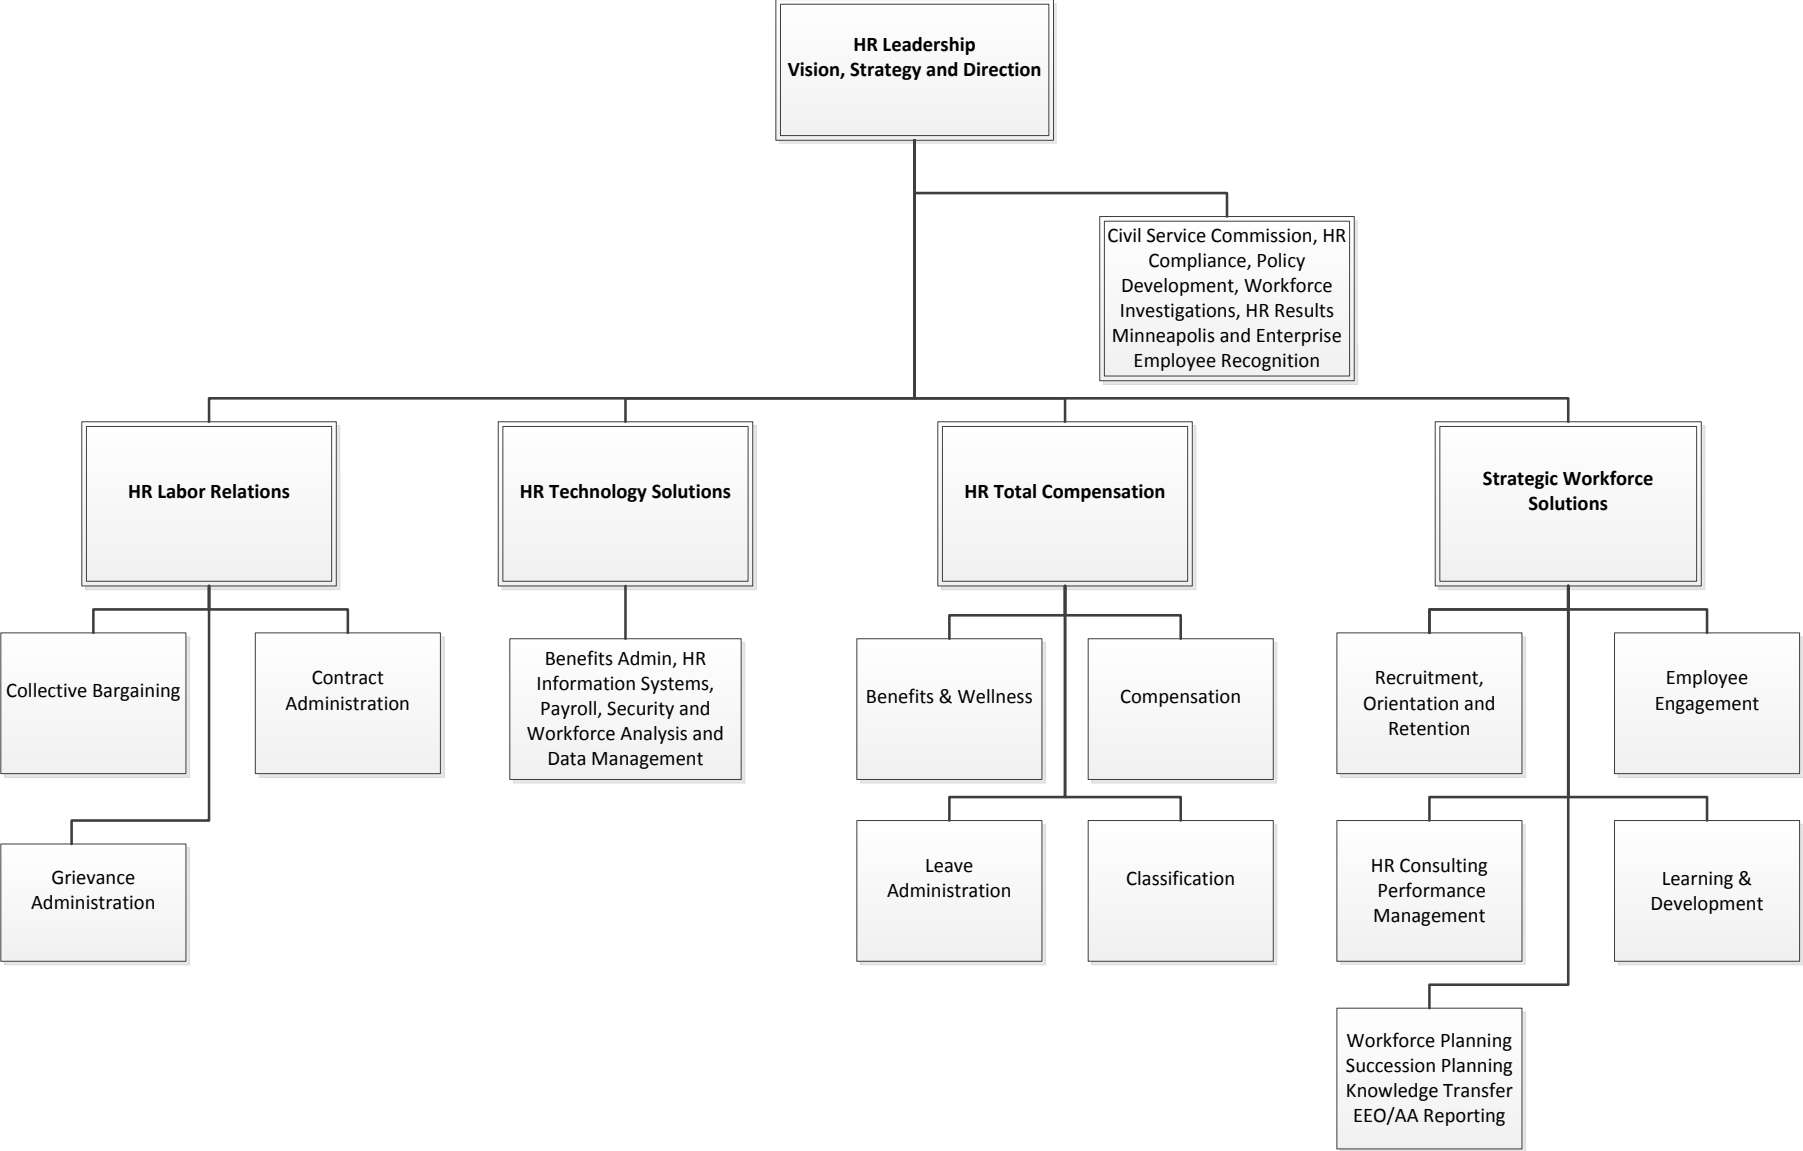 HR Leadership
Vision, Strategy and Direction
Civil Service Commission, HR
Compliance, Policy
Development, Workforce
Investigations, HR Results
Minneapolis and Enterprise
Employee Recognition
HR Labor Relations
HR Technology Solutions
HR Total Compensation
Strategic Workforce
Solutions
Collective Bargaining
Contract
Administration
Benefits Admin, HR
Information Systems,
Payroll, Security and
Workforce Analysis and
Data Management
Benefits & Wellness
Compensation
Recruitment,
Orientation and
Retention
Employee
Engagement
Grievance
Administration
Leave
Administration
Classification
HR Consulting
Performance
Management
Learning &
Development
Workforce Planning
Succession Planning
Knowledge Transfer
EEO/AA Reporting